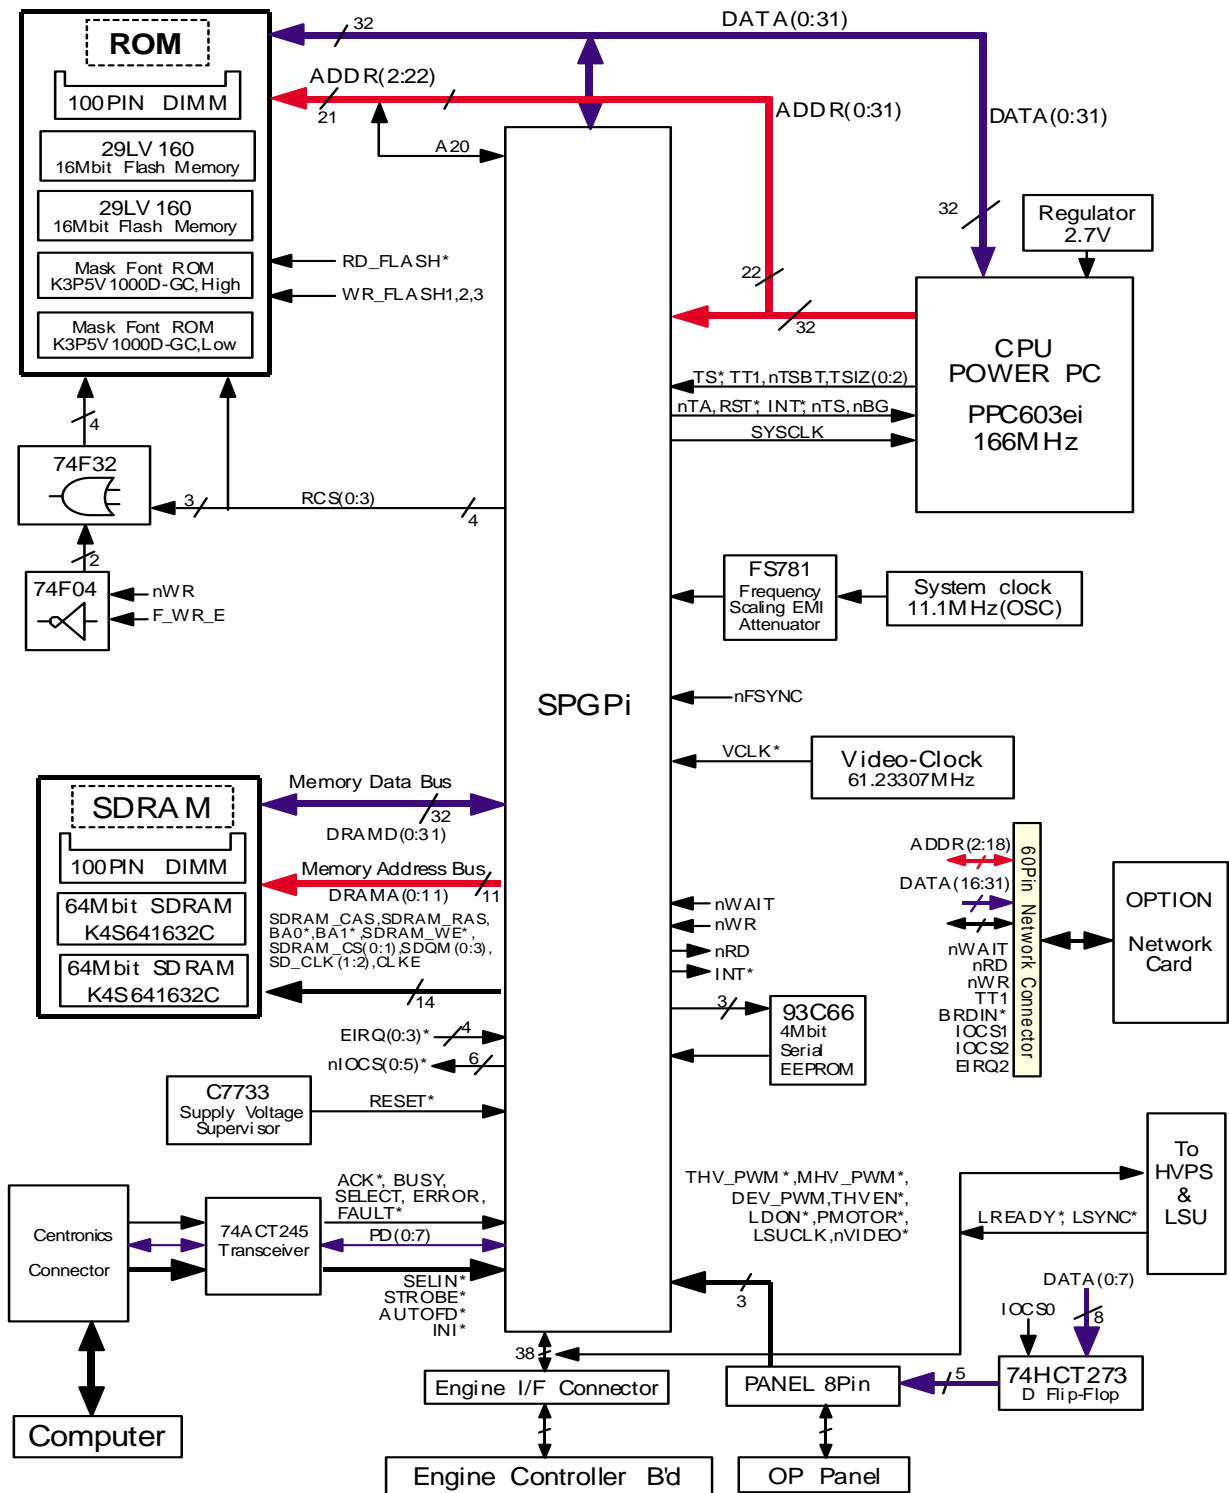 ROM
100PIN DIMM
29LV160
16Mbit Flash Memory
29LV160
16Mbit Flash Memory
Mask Font ROM
K3P5V1000D-GC,High
Mask Font ROM
K3P5V1000D-GC,Low
32
DATA(0:31)
ADDR(2:22)
21
A20
ADDR(0:31)
DATA(0:31)
32
22
32
Regulator
2.7V
RD_FLASH*
WR_FLASH1,2,3
CPU
POWER PC
PPC603ei
166MHz
TS*, TT1,nTSBT,TSIZ(0:2)
nTA,RST*, INT*, nTS,nBG
SYSCLK
4
74F32
3
RCS(0:3)
4
2
74F04
nWR
F_WR_E
FS781
Frequency
Scaling EMI
Attenuator
System clock
11.1MHz(OSC)
SPGPi
nFSYNC
VCLK*
Video-Clock
61.23307MHz
SDRAM
100PIN DIMM
64Mbit SDRAM
K4S641632C
64Mbit SDRAM
K4S641632C
Memory Data Bus
32
DRAMD(0:31)
Memory Address Bus
11
DRAMA(0:11)
SDRAM_CAS,SDRAM_RAS,
BA0*,BA1*,SDRAM_WE*,
SDRAM_CS(0:1),SDQM(0:3),
SD_CLK(1:2),CLKE
14
EIRQ(0:3)*
4
nIOCS(0:5)*
6
nWAIT
nWR
nRD
INT*
3
93C66
4Mbit
Serial
EEPROM
ADDR(2:18)
DATA(16:31)
nWAIT
nRD
nWR
TT1
BRDIN*
IOCS1
IOCS2
EIRQ2
60Pin Network Connector
OPTION
Network
Card
C7733
Supply Voltage
Supervisor
RESET*
Centronics
Connector
74ACT245
Transceiver
ACK*, BUSY,
SELECT, ERROR,
FAULT*
PD(0:7)
SELIN*
STROBE*
AUTOFD*
INI*
THV_PWM*,MHV_PWM*,
DEV_PWM,THVEN*,
LDON*,PMOTOR*,
LSUCLK,nVIDEO*
To
HVPS
&
LSU
LREADY*, LSYNC*
DATA(0:7)
IOCS0
8
3
38
Engine I/F Connector
PANEL 8Pin
5
74HCT273
D Flip-Flop
Computer
Engine Controller B'd
OP Panel